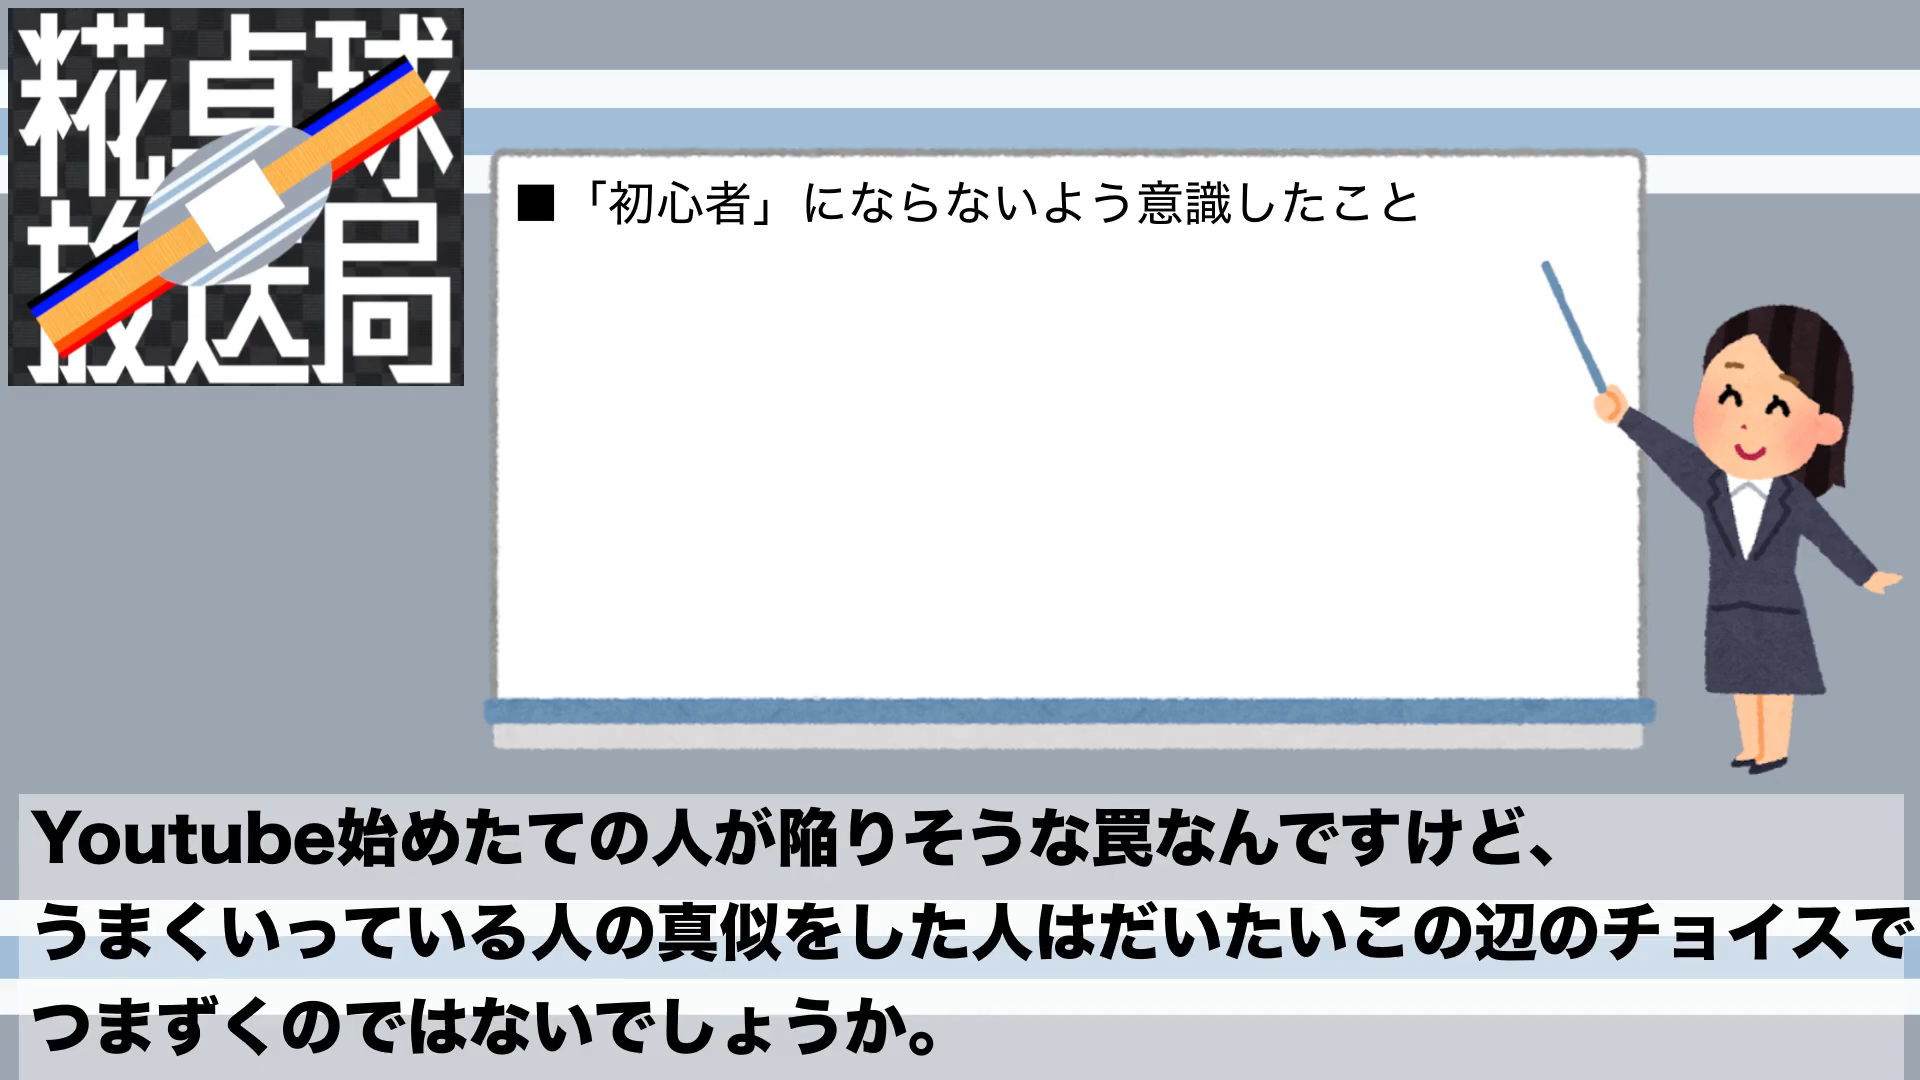 糀卓球
放送局
■「初心者」にならないよう意識したこと
Youtube始めたての人が陥りそうな罠なんですけど、
うまくいっている人の真似をした人はだいたいこの辺のチョイスで
つまずくのではないでしょうか。